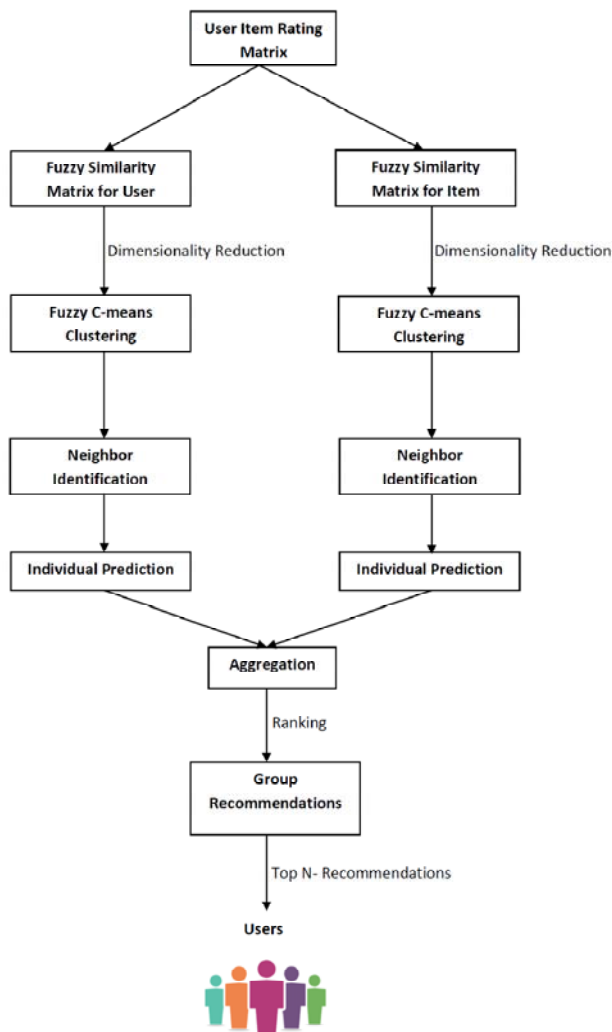 User Item Rating
Matrix
Fuzzy Similarity
Matrix for User
Fuzzy Similarity
Matrix for Item
Dimensionality Reduction
Dimensionality Reduction
Fuzzy C-means
Clustering
Fuzzy C-means
Clustering
Neighbor
Identification
Neighbor
Identification
Individual Prediction
Individual Prediction
Aggregation
Ranking
Group
Recommendations
Top N- Recommendations
Users